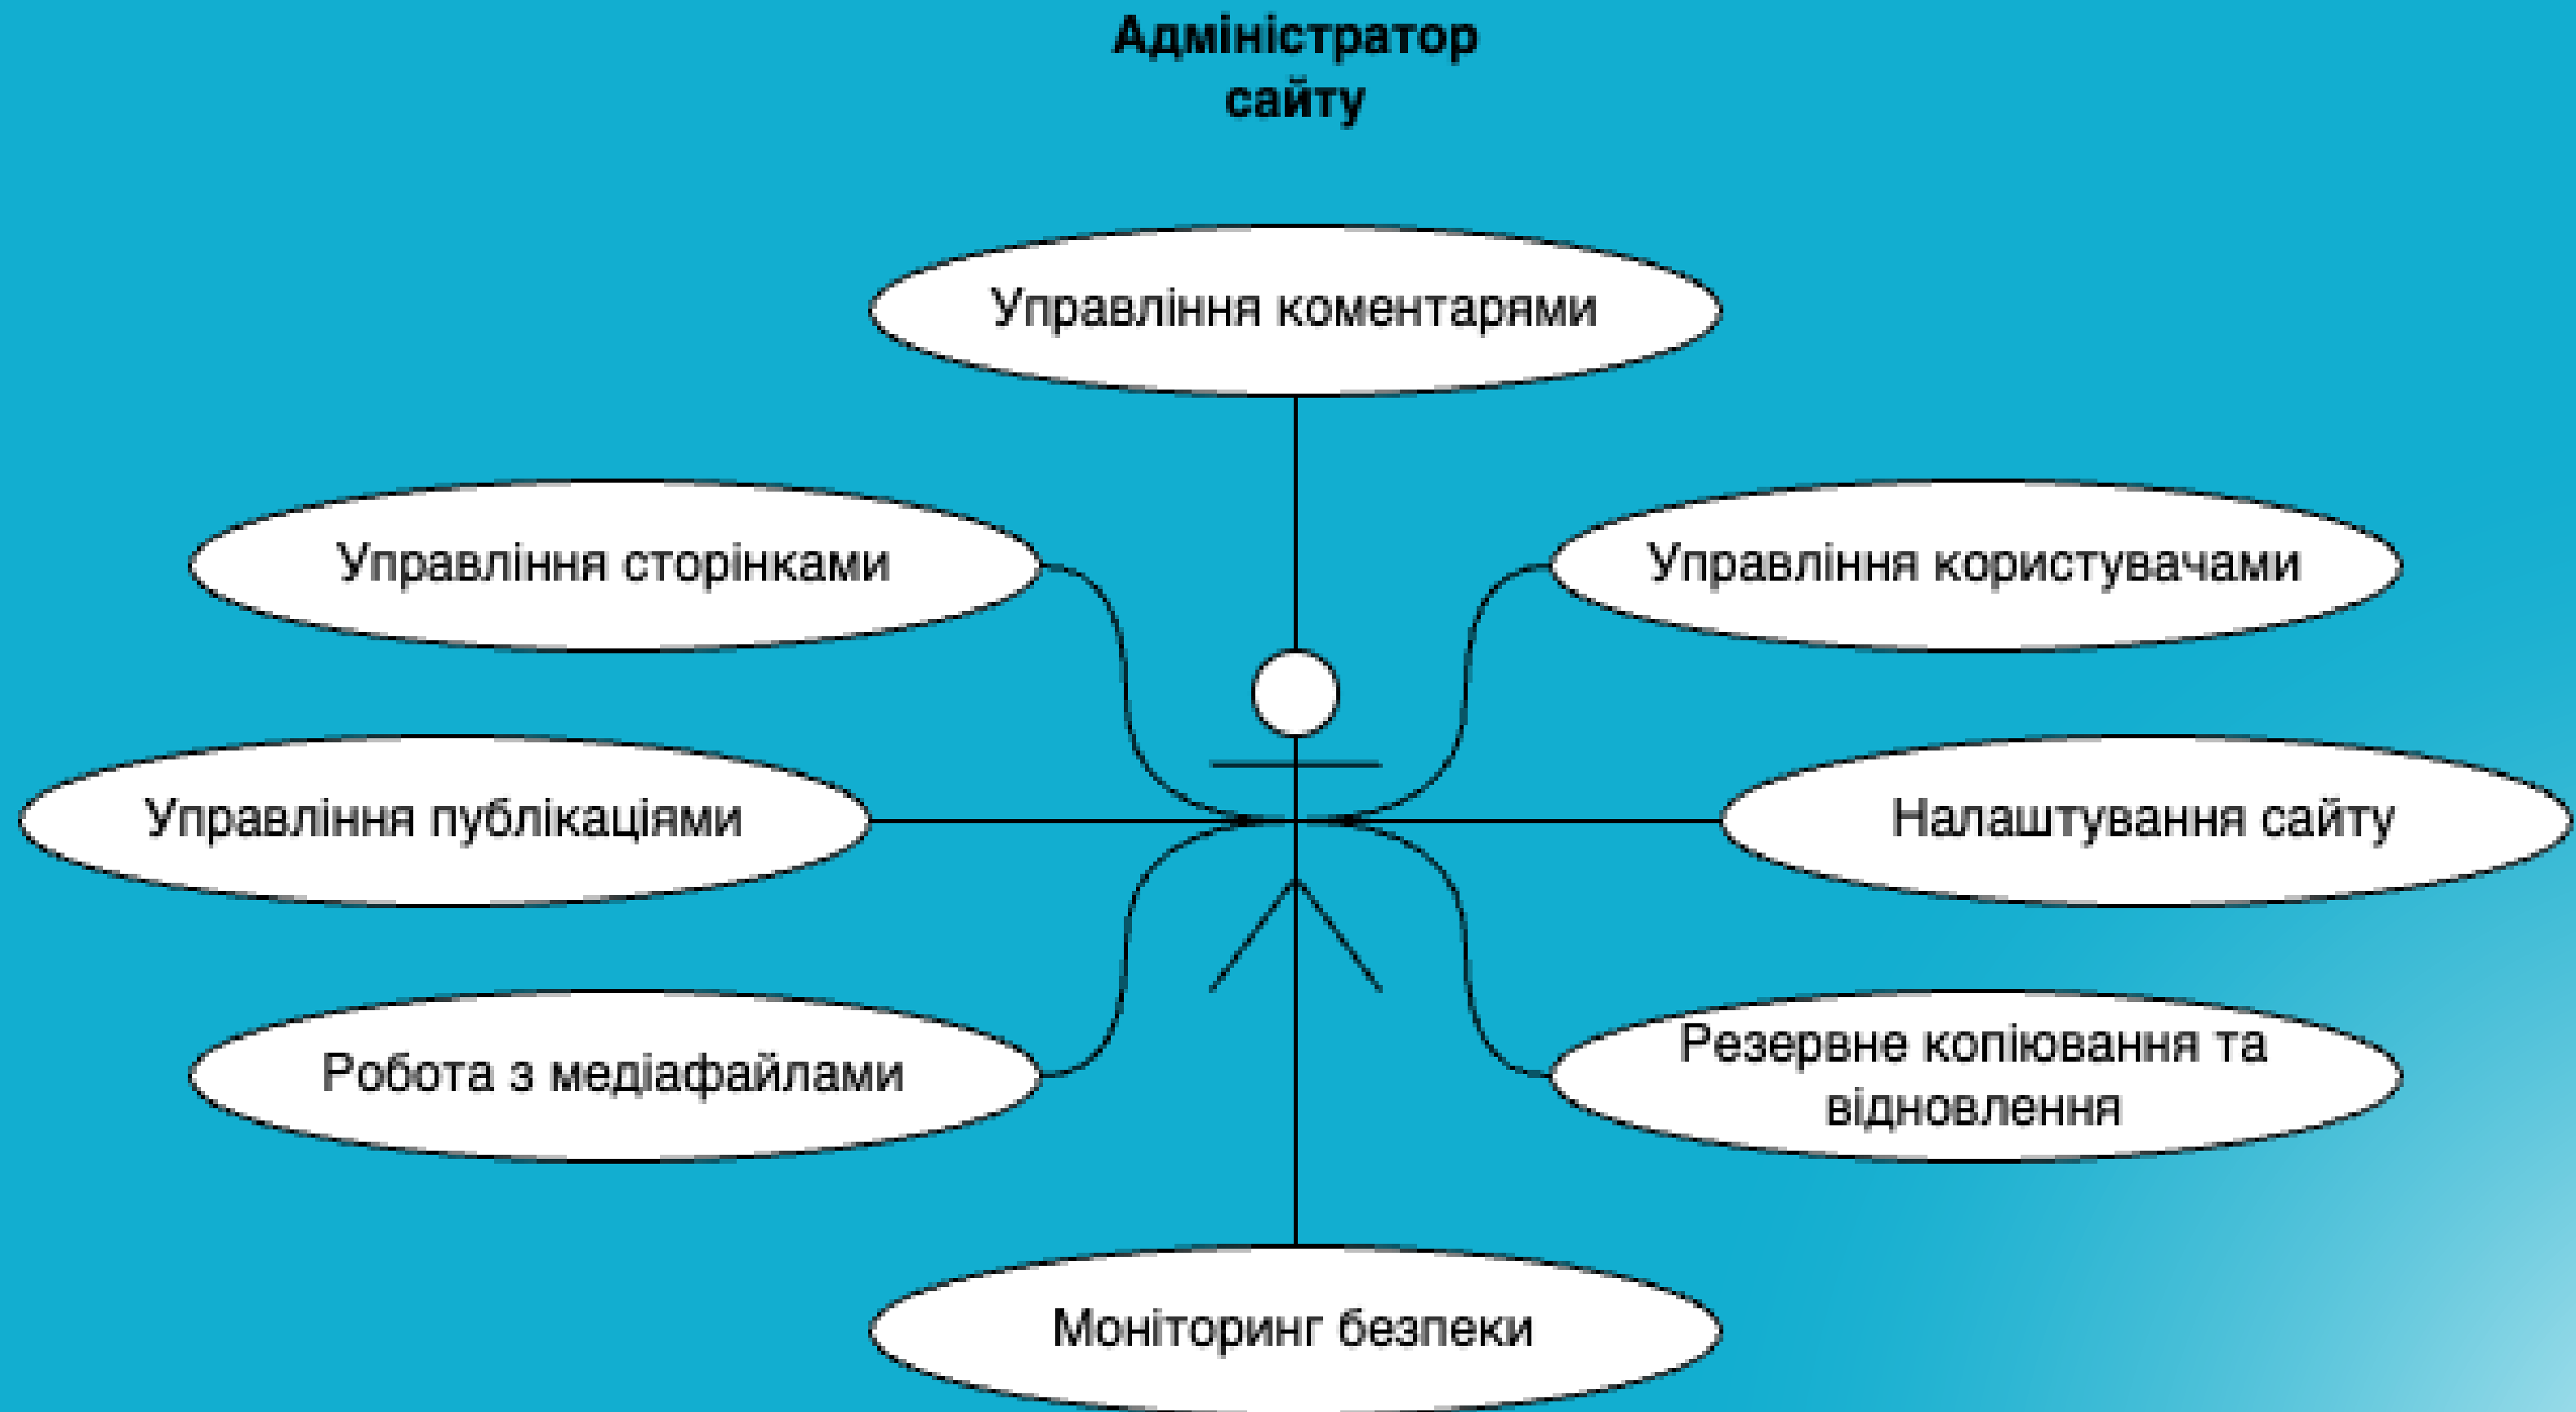 Адміністратор
сайту
Управління коментарями
Управління сторінками
Управління користувачами
Управління публікаціями
Налаштування сайту
Робота з медіафайлами
Резервне копіювання та
відновлення
Моніторинг безпеки